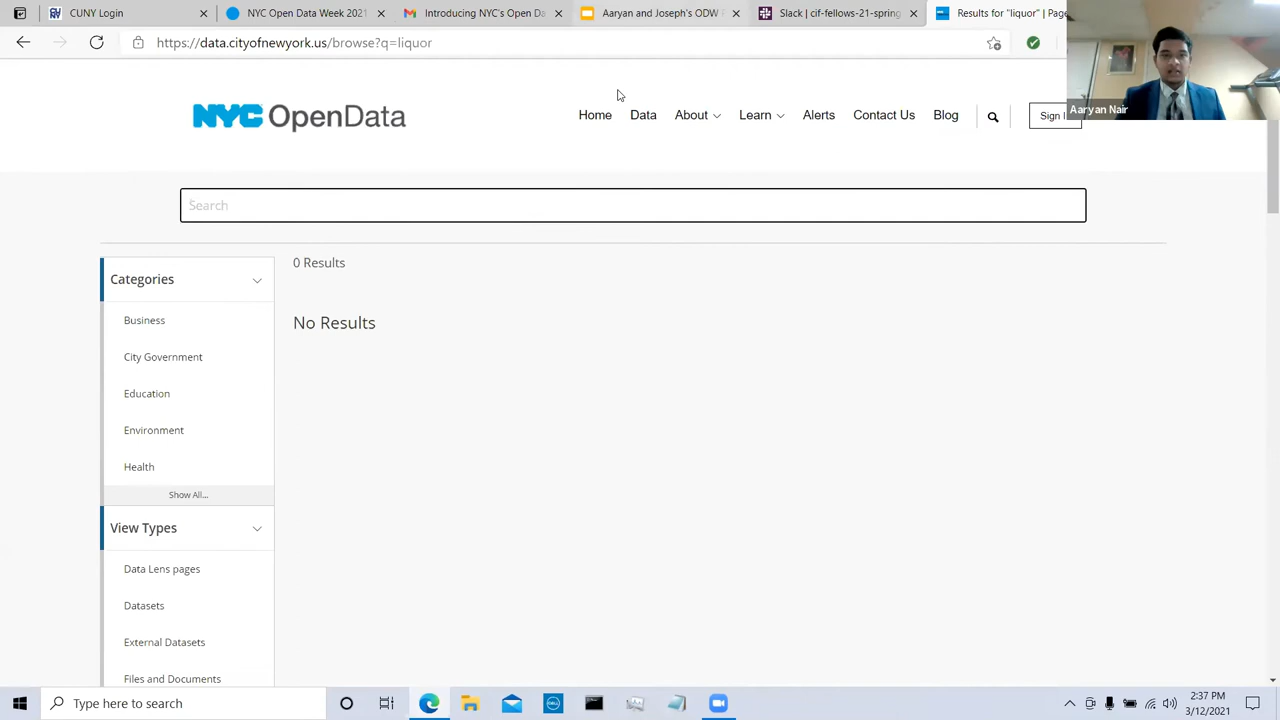 CUNY Login
NYC Open Data Week 2021
Introducing NYC's Open Da
Aaryan and Joseph's ODW
Slack | cif-fellows-21-spring
Results for "liquor" | Pag
https://data.cityofnewyork.us/browse?q=liquor
Aaryan Nair
NYC OpenData
Home
Data
About
Learn
Alerts
Contact Us
Blog
Sign
Search
0 Results
No Results
Categories
Business
City Government
Education
Environment
Health
Show All...
View Types
Data Lens pages
Datasets
External Datasets
Files and Documents
Type here to search
DELL
2:37 PM
3/12/2021